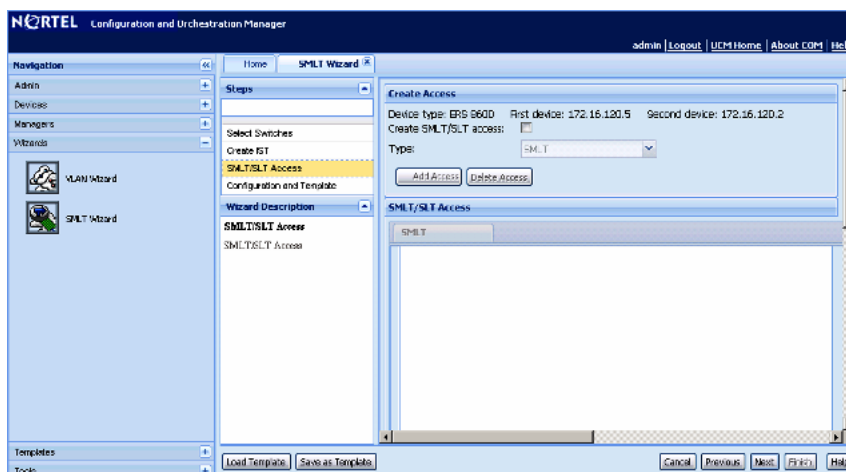 NORTEL Configuration and Orchestration Manager
admin | Logout | UCM Home | About COM | Hel
Navigation
Admin
Devices
Managers
Wizards
VLAN Wizard
SMLT Wizard
Templates
Tools
Home
SMLT Wizard
Steps
Select Switches
Create IST
SMLT/SLT Access
Configuration and Template
Wizard Description
SMLT/SLT Access
SMLT/SLT Access
Load Template
Save as Template
Create Access
Device type: ERS 8600 First device: 172.16.120.5 Second device: 172.16.120.2
Create SMLT/SLT access:
Type: SMLT
Add Access
Delete Access
SMLT/SLT Access
SMLT
Cancel
Previous
Next
Finish
Help